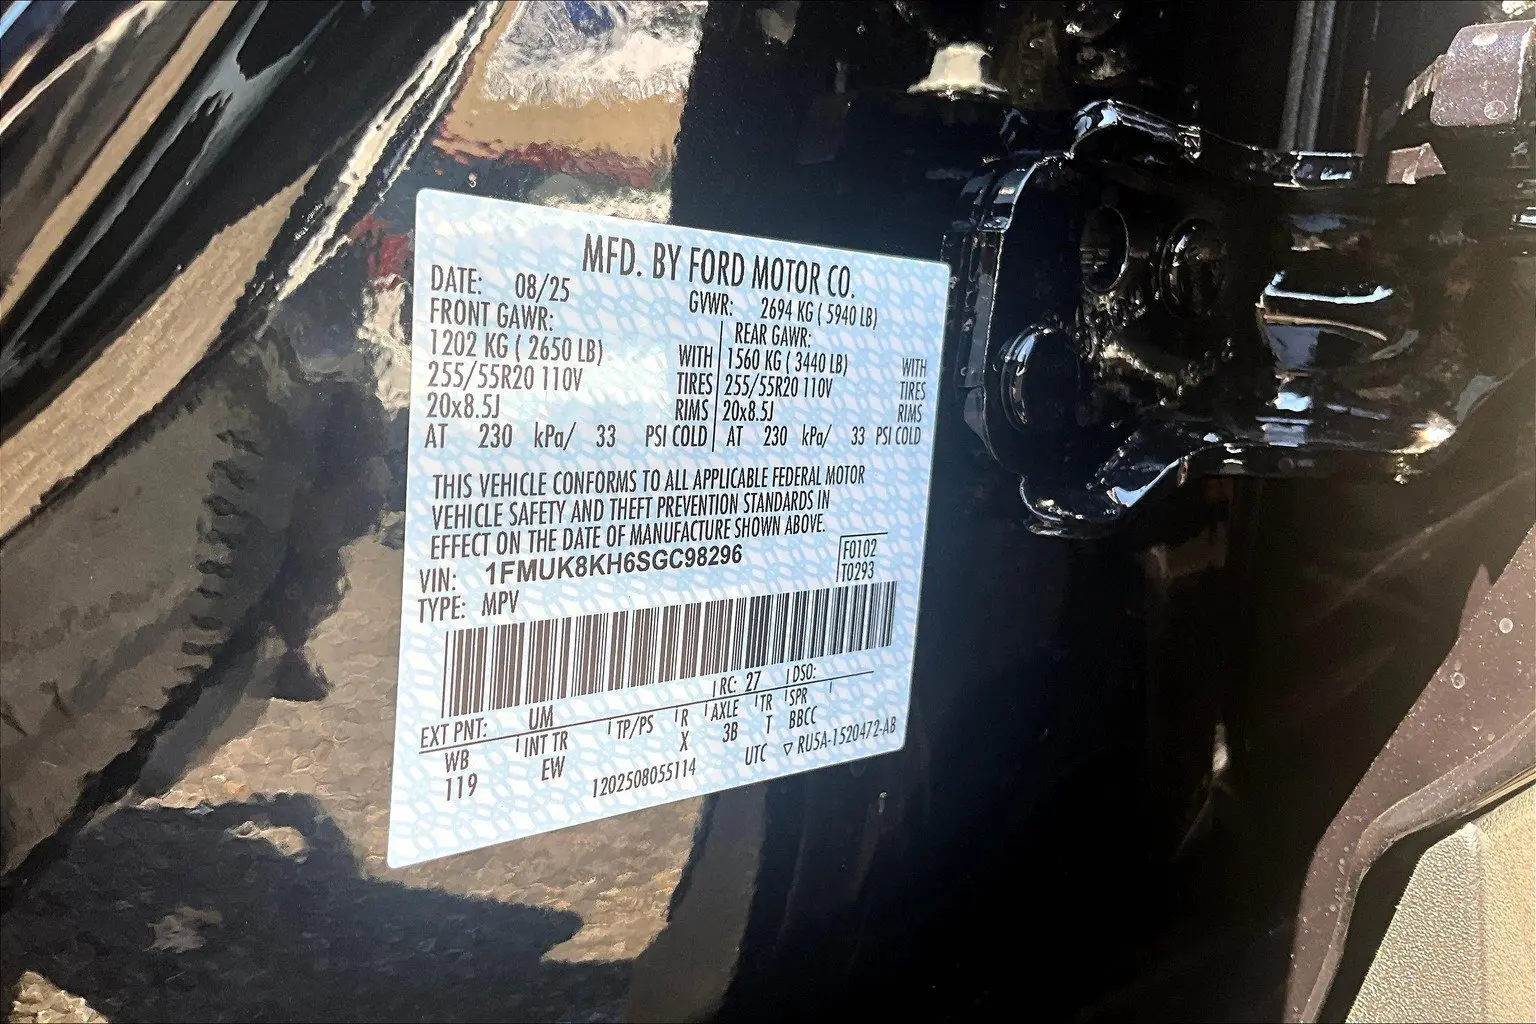 MFD. BY FORD MOTOR CO.
DATE: 08/25 GVWR: 2694 KG ( 5940 LB)
FRONT GAWR: REAR GAWR:
1202 KG ( 2650 LB) WITH 1560 KG ( 3440 LB) WITH
255/55R20 110V TIRES 255/55R20 110V TIRES
20x8.5J RIMS 20x8.5J RIMS
AT 230 kPa/ 33 PSI COLD AT 230 kPa/ 33 PSI COLD
THIS VEHICLE CONFORMS TO ALL APPLICABLE FEDERAL MOTOR
VEHICLE SAFETY AND THEFT PREVENTION STANDARDS IN
EFFECT ON THE DATE OF MANUFACTURE SHOWN ABOVE.
VIN: 1FMUK8KH6SGC98296 F0102
TYPE: MPV T0293
EXT PNT: UM RC: 27 DSO:
WB INT TR TP/PS R AXLE TR SPR
119 EW X 3B T BBCC
1202508055114 UTC ▽ RU5A-1520472-AB